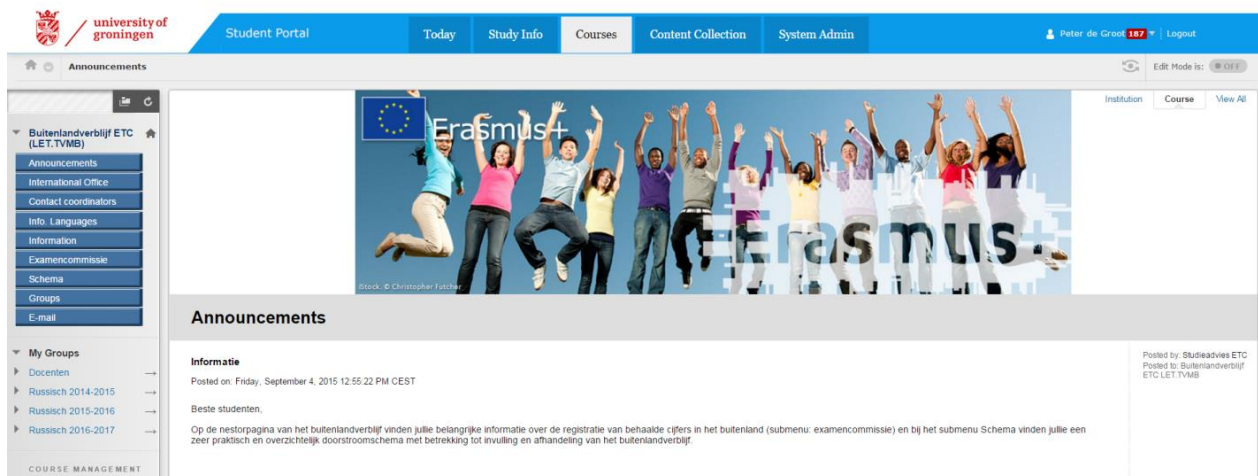 university of
groningen
Student Portal
Today
Study Info
Courses
Content Collection
System Admin
Peter de Groot 187
Logout
Announcements
Edit Mode is: OFF
Institution
Course
View All
Buitenlandverblijf ETC
(LET.TVMB)
Announcements
International Office
Contact coordinators
Info. Languages
Information
Examencommissie
Schema
Groups
E-mail
My Groups
Docenten
Russisch 2014-2015
Russisch 2015-2016
Russisch 2016-2017
COURSE MANAGEMENT
Erasmus+
Erasmus+
iStock. © Christopher Futcher
Announcements
Informatie
Posted on: Friday, September 4, 2015 12:55:22 PM CEST
Beste studenten,
Op de nestorpagina van het buitenlandverblijf vinden jullie belangrijke informatie over de registratie van behaalde cijfers in het buitenland (submenu: examencommissie) en bij het submenu Schema vinden jullie een
zeer praktisch en overzichtelijk doorstroomschema met betrekking tot invulling en afhandeling van het buitenlandverblijf.
Posted by: Studieadvies ETC
Posted to: Buitenlandverblijf
ETC LET.TVMB